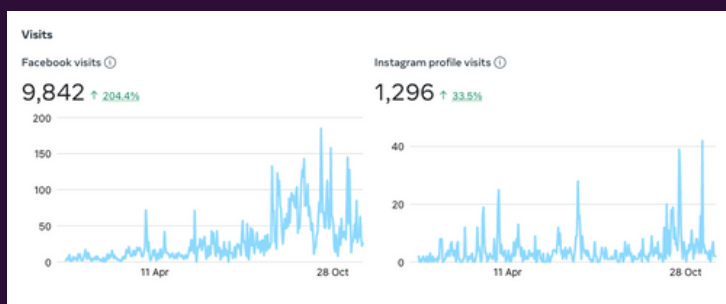 Visits
Facebook visits
9,842 ↑ 204.4%
200
150
100
50
0
11 Apr
28 Oct
Instagram profile visits
1,296 ↑ 33.5%
40
20
0
11 Apr
28 Oct